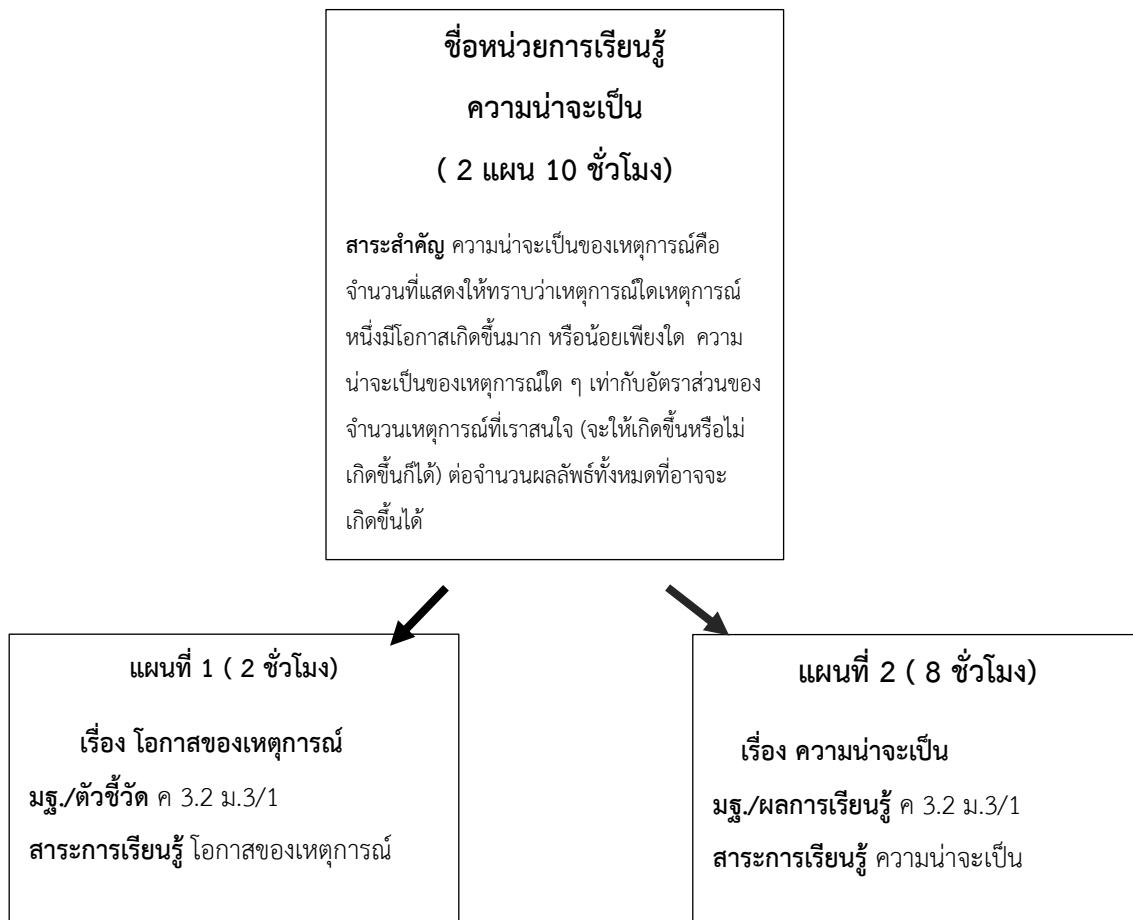 ชื่อหน่วยการเรียนรู้
ความน่าจะเป็น
( 2 แผน 10 ชั่วโมง)
สาระสำคัญ ความน่าจะเป็นของเหตุการณ์คือ
จำนวนที่แสดงให้ทราบว่าเหตุการณ์ใดเหตุการณ์
หนึ่งมีโอกาสเกิดขึ้นมาก หรือน้อยเพียงใด ความ
น่าจะเป็นของเหตุการณ์ใด ๆ เท่ากับอัตราส่วนของ
จำนวนเหตุการณ์ที่เราสนใจ (จะให้เกิดขึ้นหรือไม่
เกิดขึ้นก็ได้) ต่อจำนวนผลลัพธ์ทั้งหมดที่อาจจะ
เกิดขึ้นได้
แผนที่ 1 ( 2 ชั่วโมง)
เรื่อง โอกาสของเหตุการณ์
มฐ./ตัวชี้วัด ค 3.2 ม.3/1
สาระการเรียนรู้ โอกาสของเหตุการณ์
แผนที่ 2 ( 8 ชั่วโมง)
เรื่อง ความน่าจะเป็น
มฐ./ผลการเรียนรู้ ค 3.2 ม.3/1
สาระการเรียนรู้ ความน่าจะเป็น